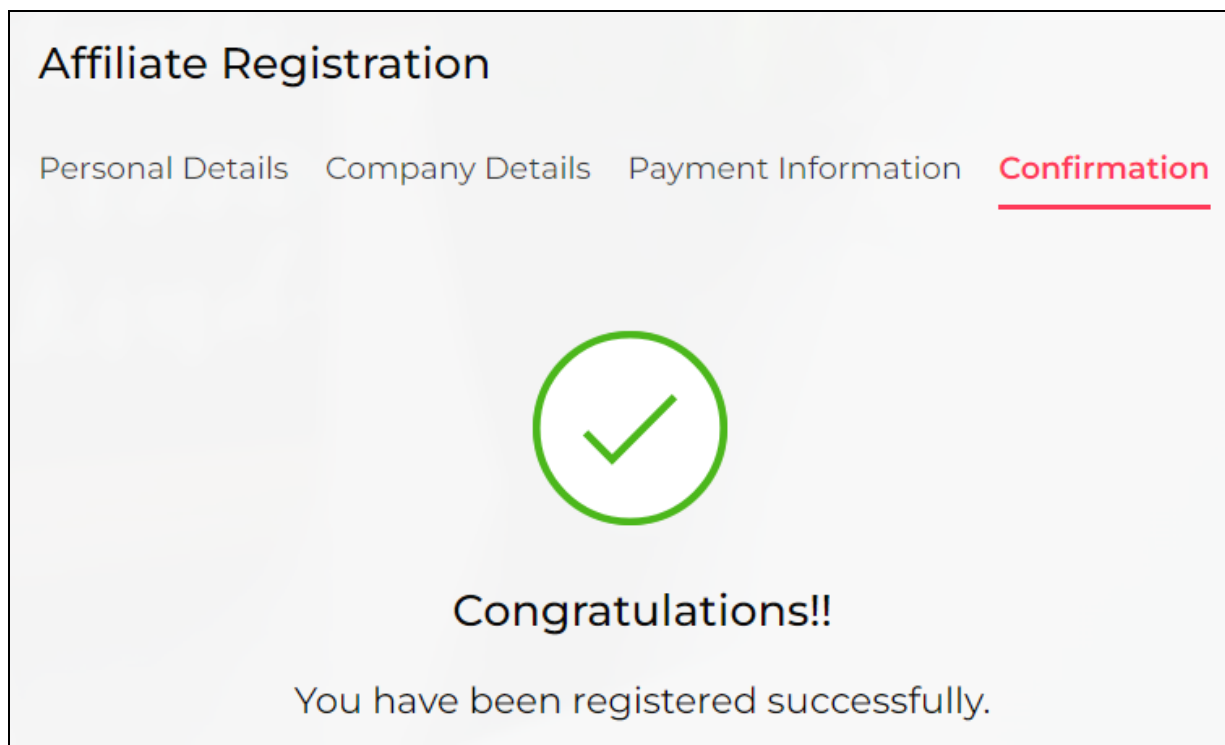 Affiliate Registration
Personal Details Company Details Payment Information Confirmation
Congratulations!!
You have been registered successfully.